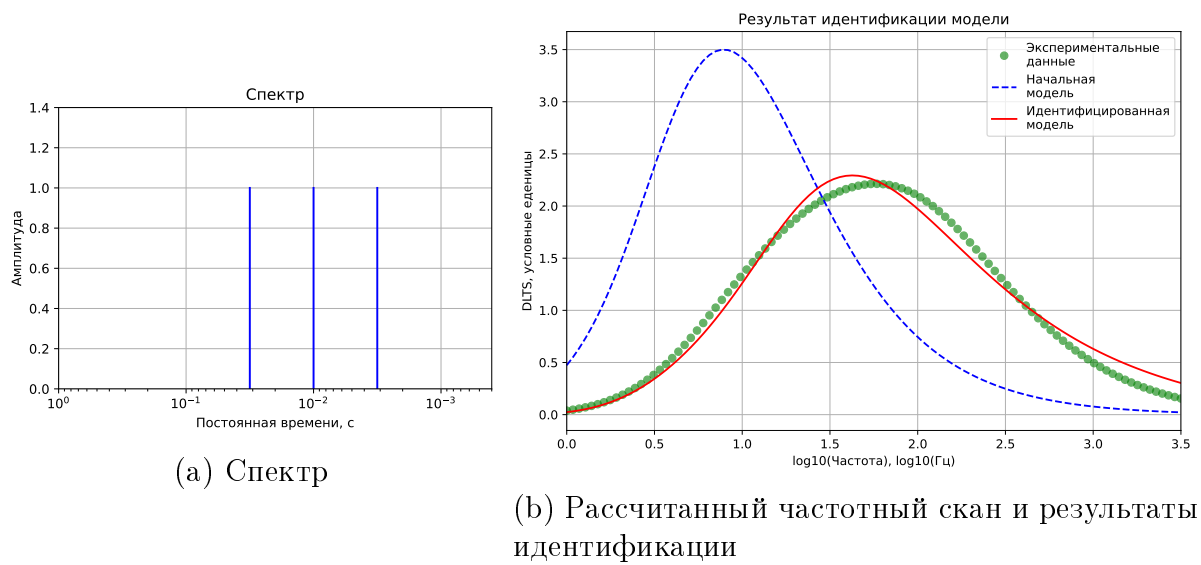 Спектр
1.4
1.2
1.0
0.8
0.6
0.4
0.2
0.0
Амплитуда
10⁰ 10⁻¹ 10⁻² 10⁻³
Постоянная времени, с
(a) Спектр
Результат идентификации модели
Экспериментальные
данные
Начальная
модель
Идентифицированная
модель
3.5
3.0
2.5
2.0
1.5
1.0
0.5
0.0
DLTS, условные еденицы
0.0 0.5 1.0 1.5 2.0 2.5 3.0 3.5
log10(Частота), log10(Гц)
(b) Рассчитанный частотный скан и результаты
идентификации